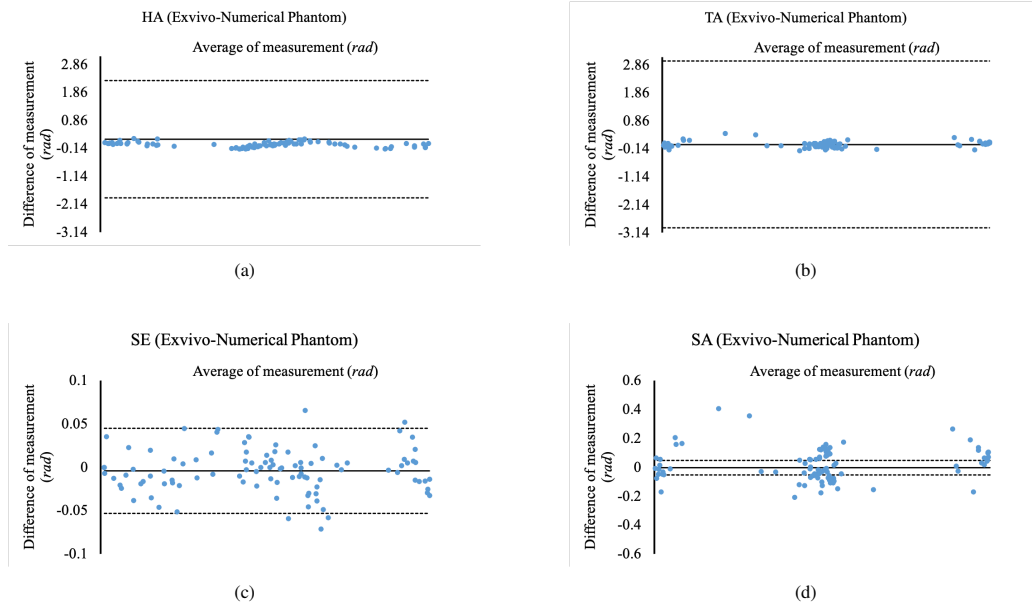 HA (Exvivo-Numerical Phantom)
Average of measurement (rad)
Difference of measurement
(rad)
2.86
1.86
0.86
-0.14
-1.14
-2.14
-3.14
(a)
TA (Exvivo-Numerical Phantom)
Average of measurement (rad)
Difference of measurement
(rad)
2.86
1.86
0.86
-0.14
-1.14
-2.14
-3.14
(b)
SE (Exvivo-Numerical Phantom)
Average of measurement (rad)
Difference of measurement
(rad)
0.1
0.05
0
-0.05
-0.1
(c)
SA (Exvivo-Numerical Phantom)
Average of measurement (rad)
Difference of measurement
(rad)
0.6
0.4
0.2
0
-0.2
-0.4
-0.6
(d)